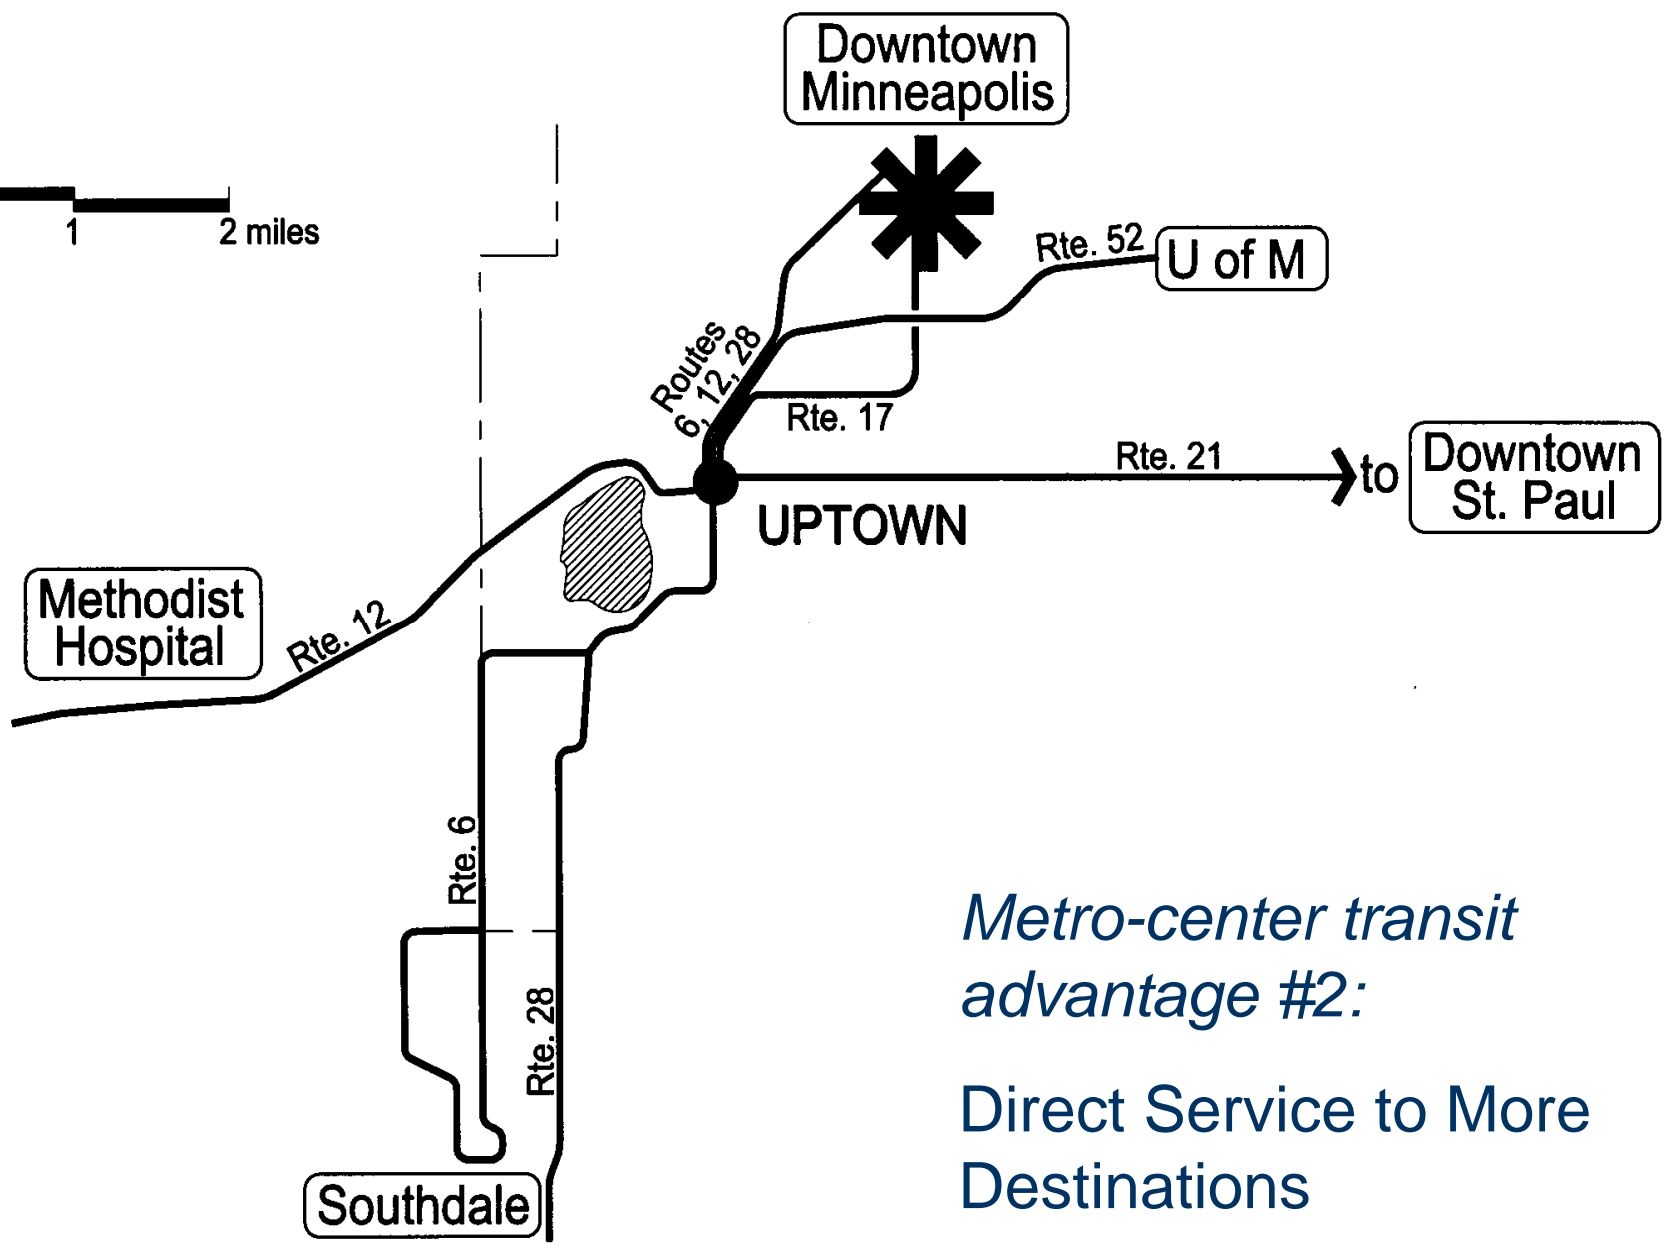 Downtown
Minneapolis
1
2 miles
Rte. 52
U of M
Routes
6, 12, 28
Rte. 17
Rte. 21
to
Downtown
St. Paul
UPTOWN
Methodist
Hospital
Rte. 12
Rte. 6
Rte. 28
Southdale
Metro-center transit
advantage #2:
Direct Service to More
Destinations